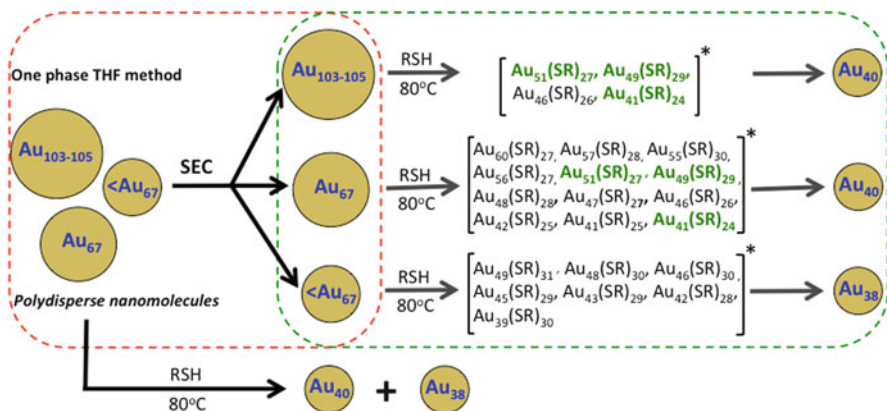 One phase THF method
Au103-105
<Au67
Au67
Polydisperse nanomolecules
SEC
Au103-105
RSH
80°C
Au51(SR)27, Au49(SR)29,
Au46(SR)26, Au41(SR)24
*
Au40
Au67
RSH
80°C
Au60(SR)27, Au57(SR)28, Au55(SR)30,
Au56(SR)27, Au51(SR)27, Au49(SR)29,
Au48(SR)28, Au47(SR)27, Au46(SR)26,
Au42(SR)25, Au41(SR)25, Au41(SR)24
*
Au40
<Au67
RSH
80°C
Au49(SR)31, Au48(SR)30, Au46(SR)30,
Au45(SR)29, Au43(SR)29, Au42(SR)28,
Au39(SR)30
*
Au38
RSH
80°C
Au40 + Au38